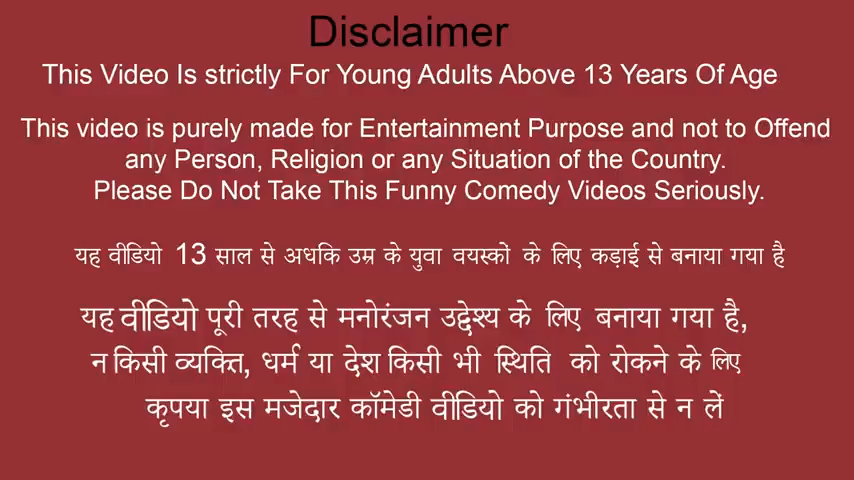 Disclaimer
This Video Is strictly For Young Adults Above 13 Years Of Age
This video is purely made for Entertainment Purpose and not to Offend
any Person, Religion or any Situation of the Country.
Please Do Not Take This Funny Comedy Videos Seriously.
यह वीडियो 13 साल से अधकि उम्र के युवा वयस्कों के लिए कड़ाई से बनाया गया है
यह वीडियो पूरी तरह से मनोरंजन उद्देश्य के लिए बनाया गया है,
न किसी व्यक्ति, धर्म या देश किसी भी स्थिति को रोकने के लिए
कृपया इस मजेदार कॉमेडी वीडियो को गंभीरता से न लें